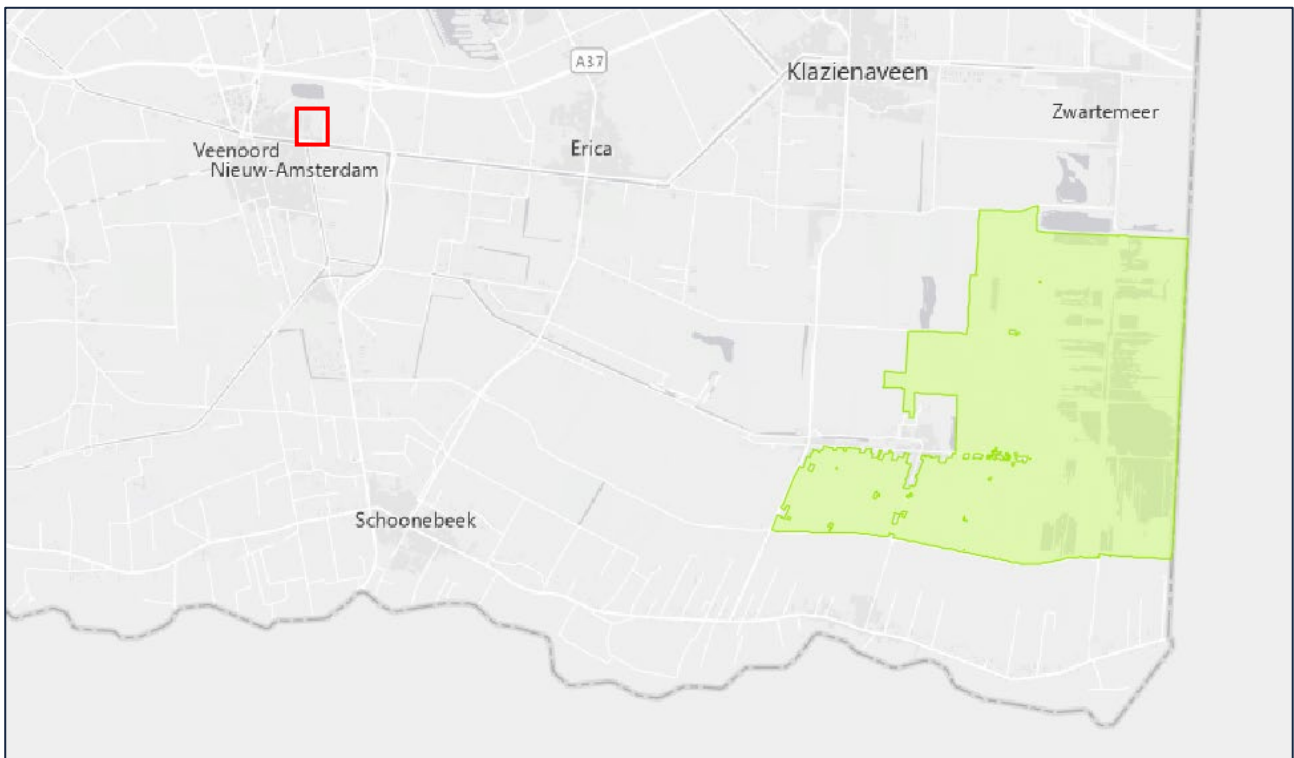 A37
Klazienaveen
Zwartemeer
Erica
Veenoord
Nieuw-Amsterdam
Schoonebeek